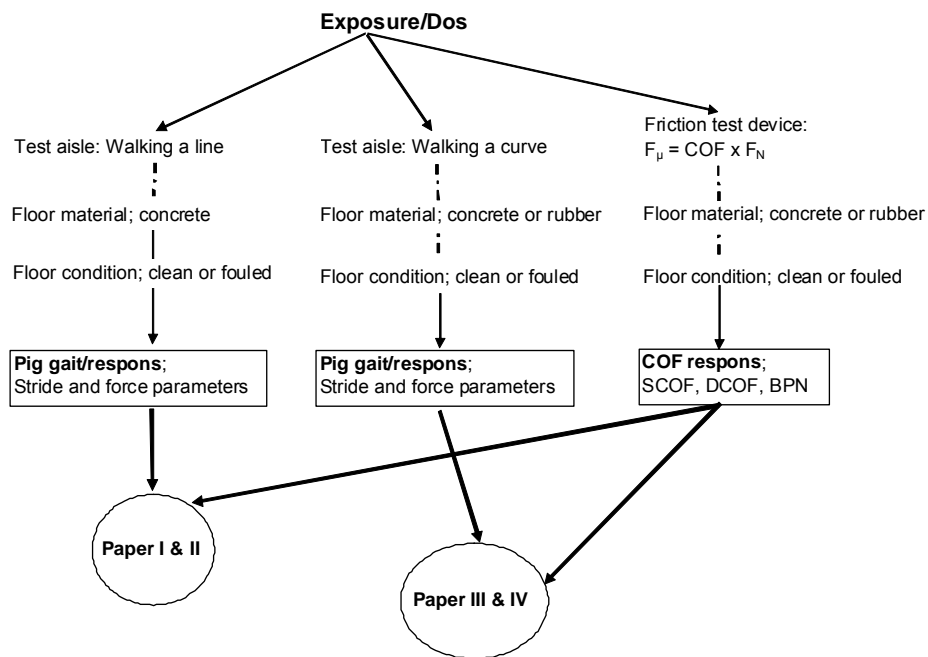 Exposure/Dos
Test aisle: Walking a line
Floor material; concrete
Floor condition; clean or fouled
Pig gait/respons;
Stride and force parameters
Test aisle: Walking a curve
Floor material; concrete or rubber
Floor condition; clean or fouled
Pig gait/respons;
Stride and force parameters
Friction test device:
Fμ = COF x FN
Floor material; concrete or rubber
Floor condition; clean or fouled
COF respons;
SCOF, DCOF, BPN
Paper I & II
Paper III & IV